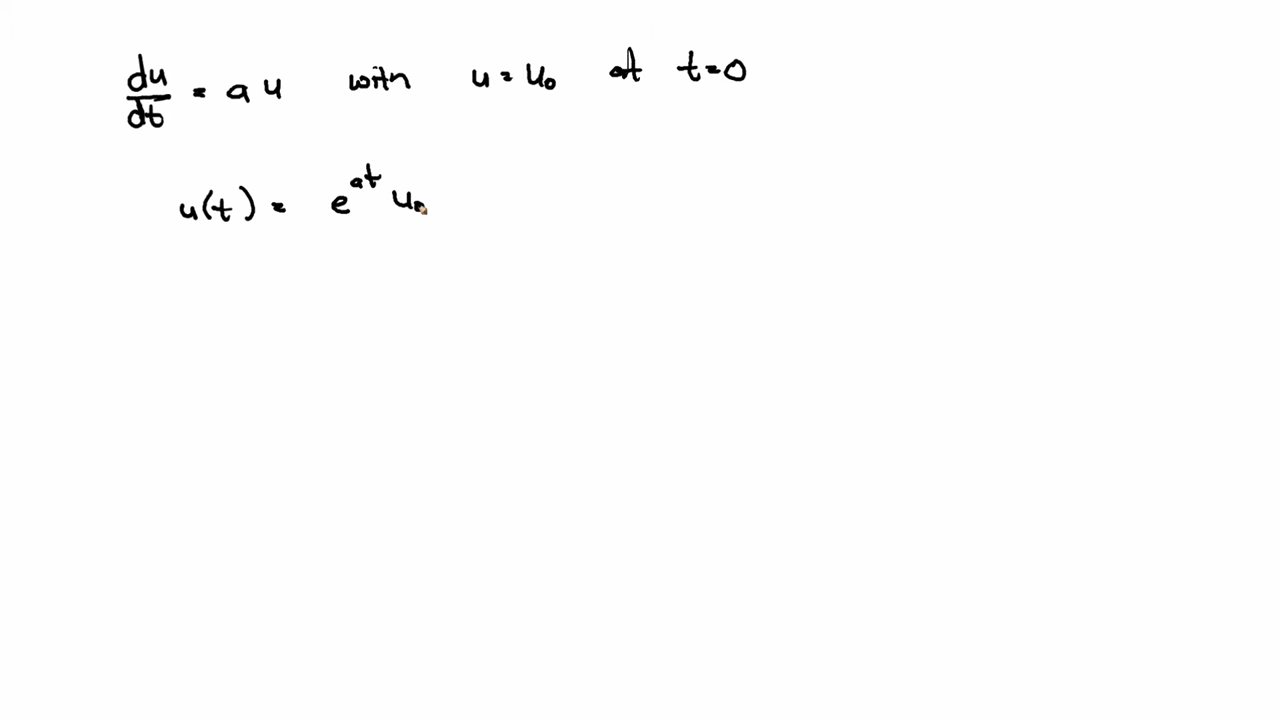 du/dt = a u with u = u₀ at t=0
u(t) = e^{at} u₀